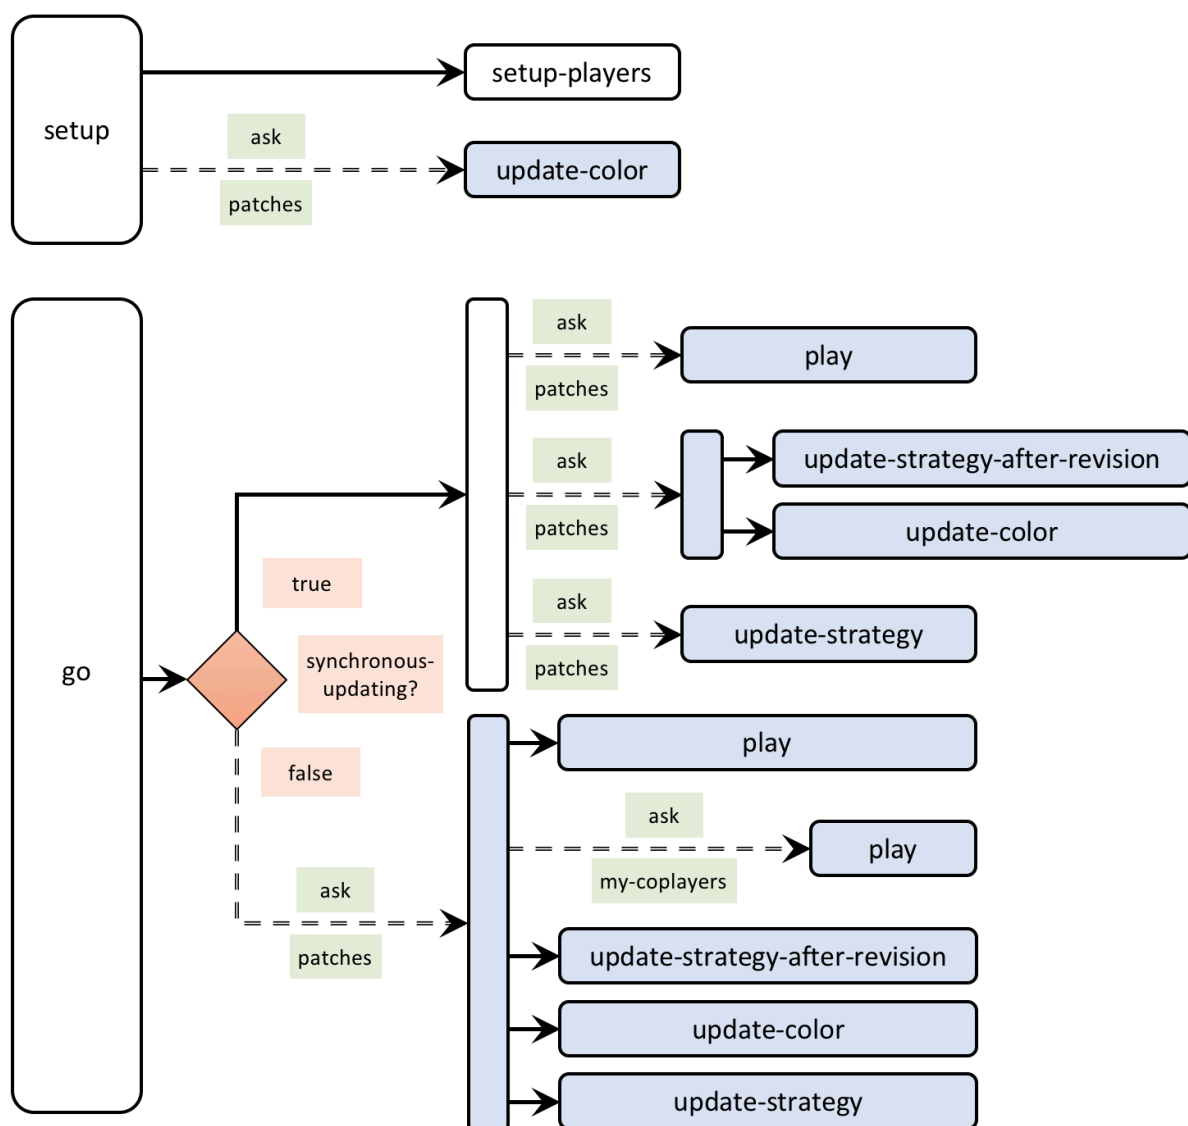 setup
setup-players
ask
patches
update-color
go
synchronous-
updating?
true
ask
patches
play
ask
patches
update-strategy-after-revision
update-color
ask
patches
update-strategy
false
ask
patches
play
ask
my-coplayers
play
update-strategy-after-revision
update-color
update-strategy